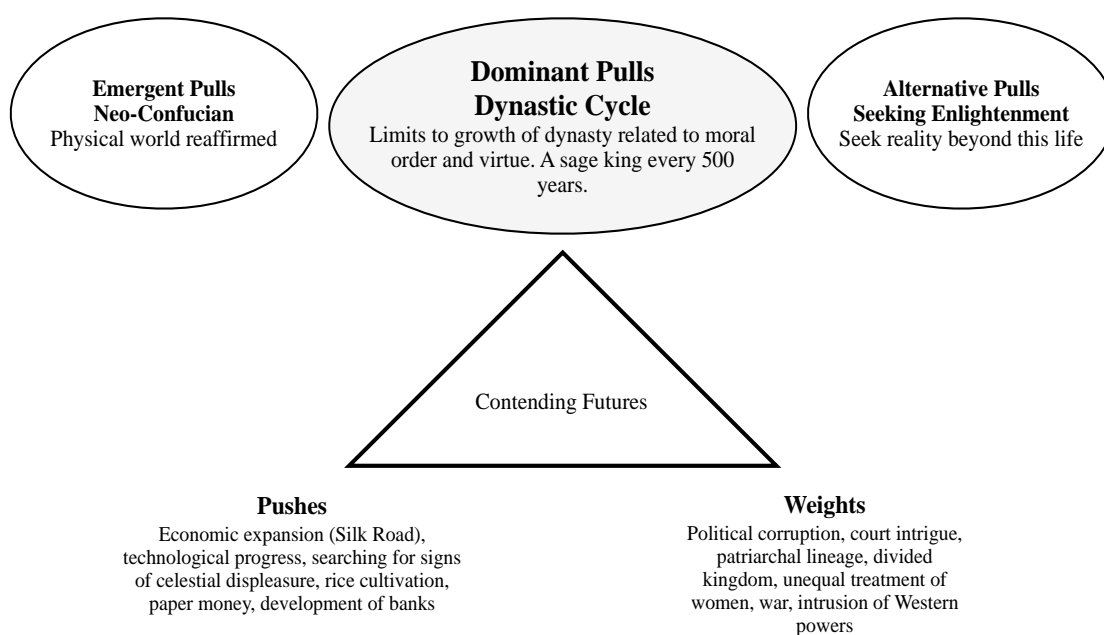 Emergent Pulls
Neo-Confucian
Physical world reaffirmed
Dominant Pulls
Dynastic Cycle
Limits to growth of dynasty related to moral
order and virtue. A sage king every 500
years.
Alternative Pulls
Seeking Enlightenment
Seek reality beyond this life
Contending Futures
Pushes
Economic expansion (Silk Road),
technological progress, searching for signs
of celestial displeasure, rice cultivation,
paper money, development of banks
Weights
Political corruption, court intrigue,
patriarchal lineage, divided
kingdom, unequal treatment of
women, war, intrusion of Western
powers